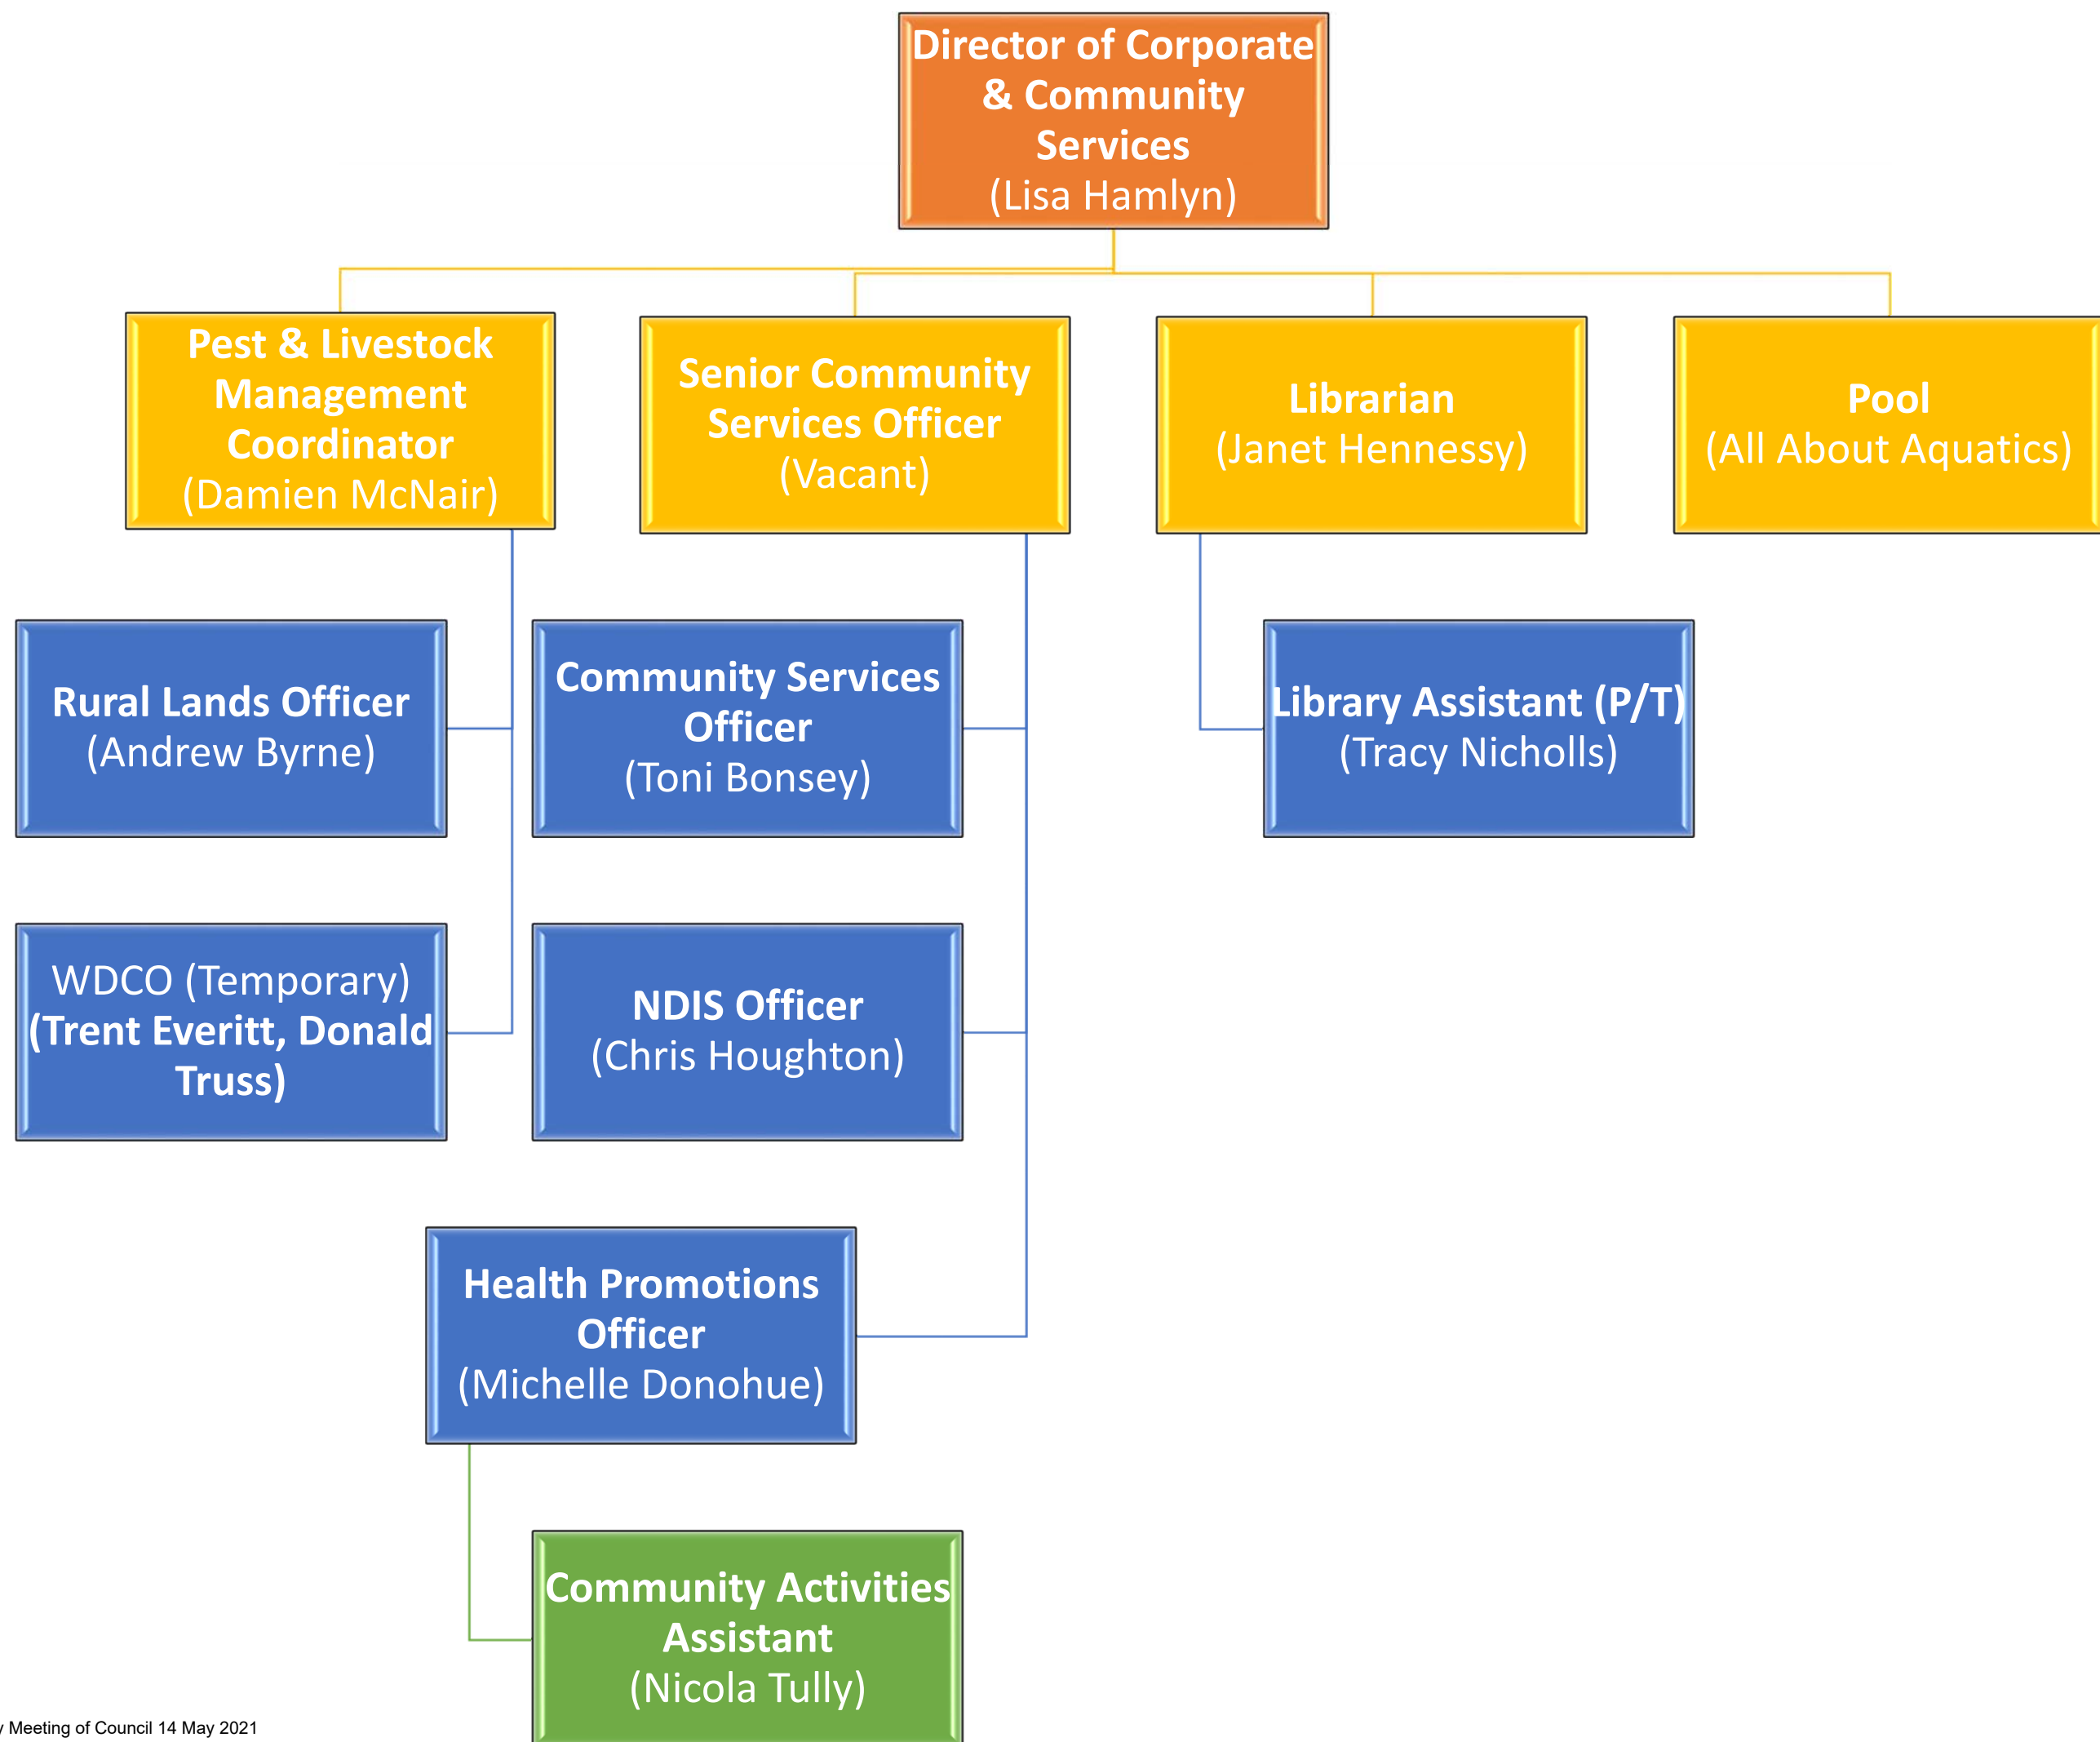 Director of Corporate
& Community
Services
(Lisa Hamlyn)
Pest & Livestock
Management
Coordinator
(Damien McNair)
Senior Community
Services Officer
(Vacant)
Librarian
(Janet Hennessy)
Pool
(All About Aquatics)
Rural Lands Officer
(Andrew Byrne)
Community Services
Officer
(Toni Bonsey)
Library Assistant (P/T)
(Tracy Nicholls)
WDCO (Temporary)
(Trent Everitt, Donald
Truss)
NDIS Officer
(Chris Houghton)
Health Promotions
Officer
(Michelle Donohue)
Community Activities
Assistant
(Nicola Tully)
Meeting of Council 14 May 2021